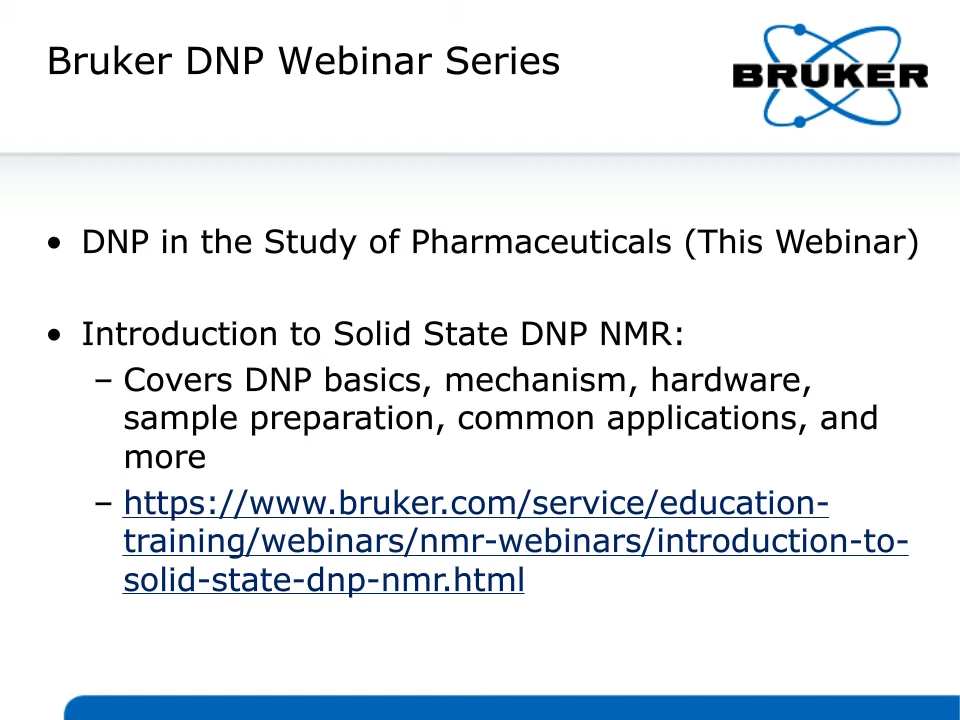 Bruker DNP Webinar Series
BRUKER
• DNP in the Study of Pharmaceuticals (This Webinar)
• Introduction to Solid State DNP NMR:
– Covers DNP basics, mechanism, hardware,
sample preparation, common applications, and
more
– https://www.bruker.com/service/education-
training/webinars/nmr-webinars/introduction-to-
solid-state-dnp-nmr.html